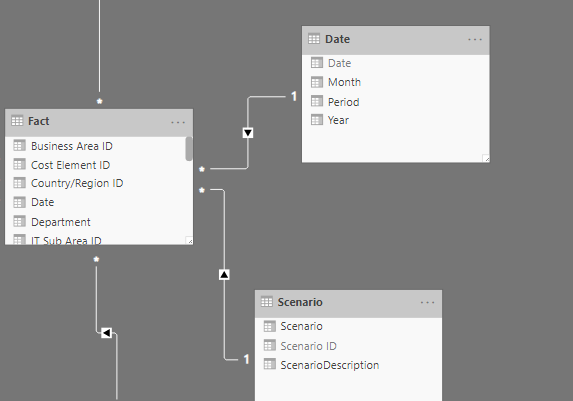 Date
...
Date
Month
Period
Year
1
*
Fact
...
Business Area ID
Cost Element ID
Country/Region ID
Date
Department
IT Sub Area ID
*
*
*
Scenario
...
Scenario
Scenario ID
ScenarioDescription
1